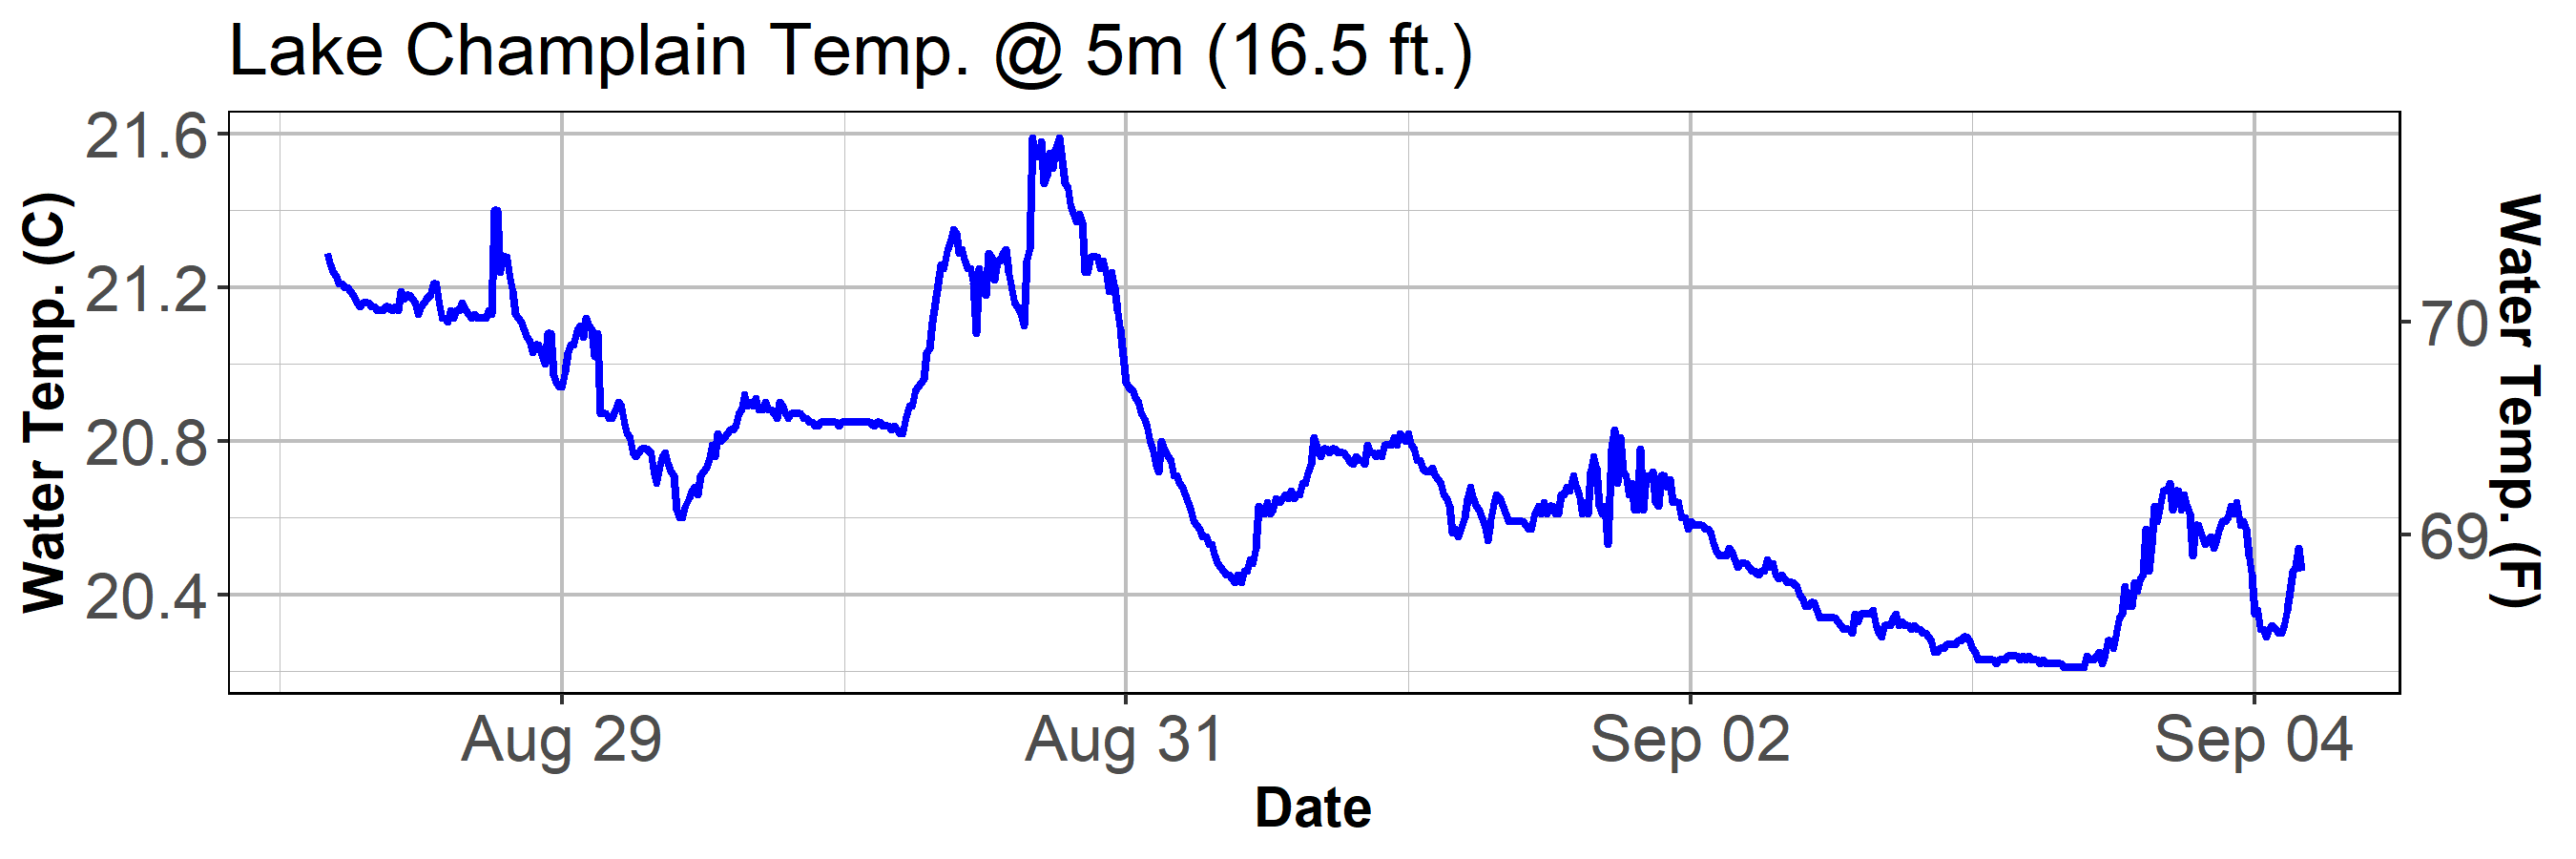 Lake Champlain Temp. @ 5m (16.5 ft.)
Water Temp. (C)
21.6
21.2
20.8
20.4
70
69
Water Temp. (F)
Aug 29
Aug 31
Sep 02
Sep 04
Date